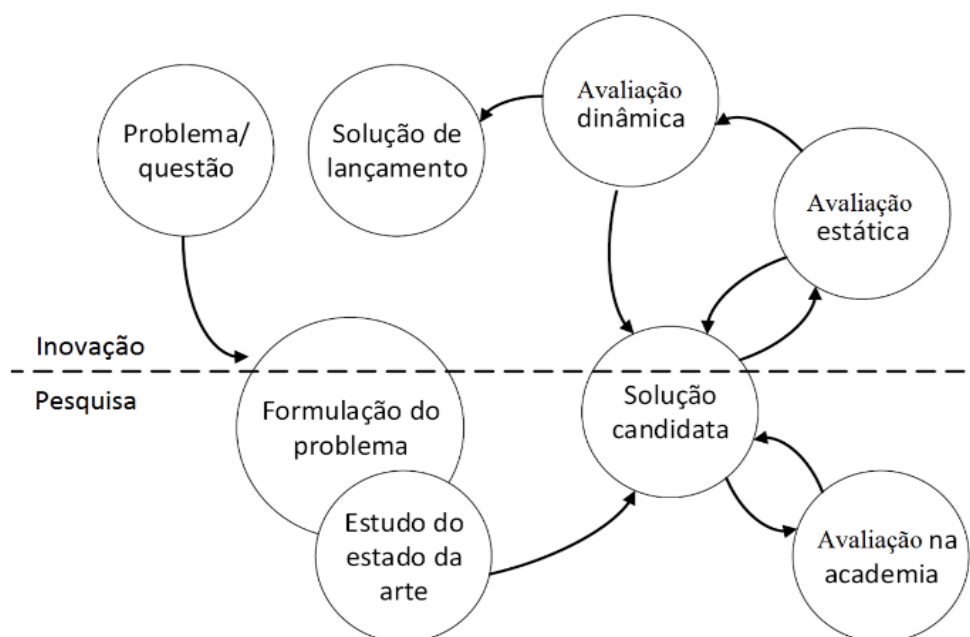 Problema/
questão
Solução de
lançamento
Avaliação
dinâmica
Avaliação
estática
Inovação
Pesquisa
Formulação do
problema
Solução
candidata
Estudo do
estado da
arte
Avaliação na
academia